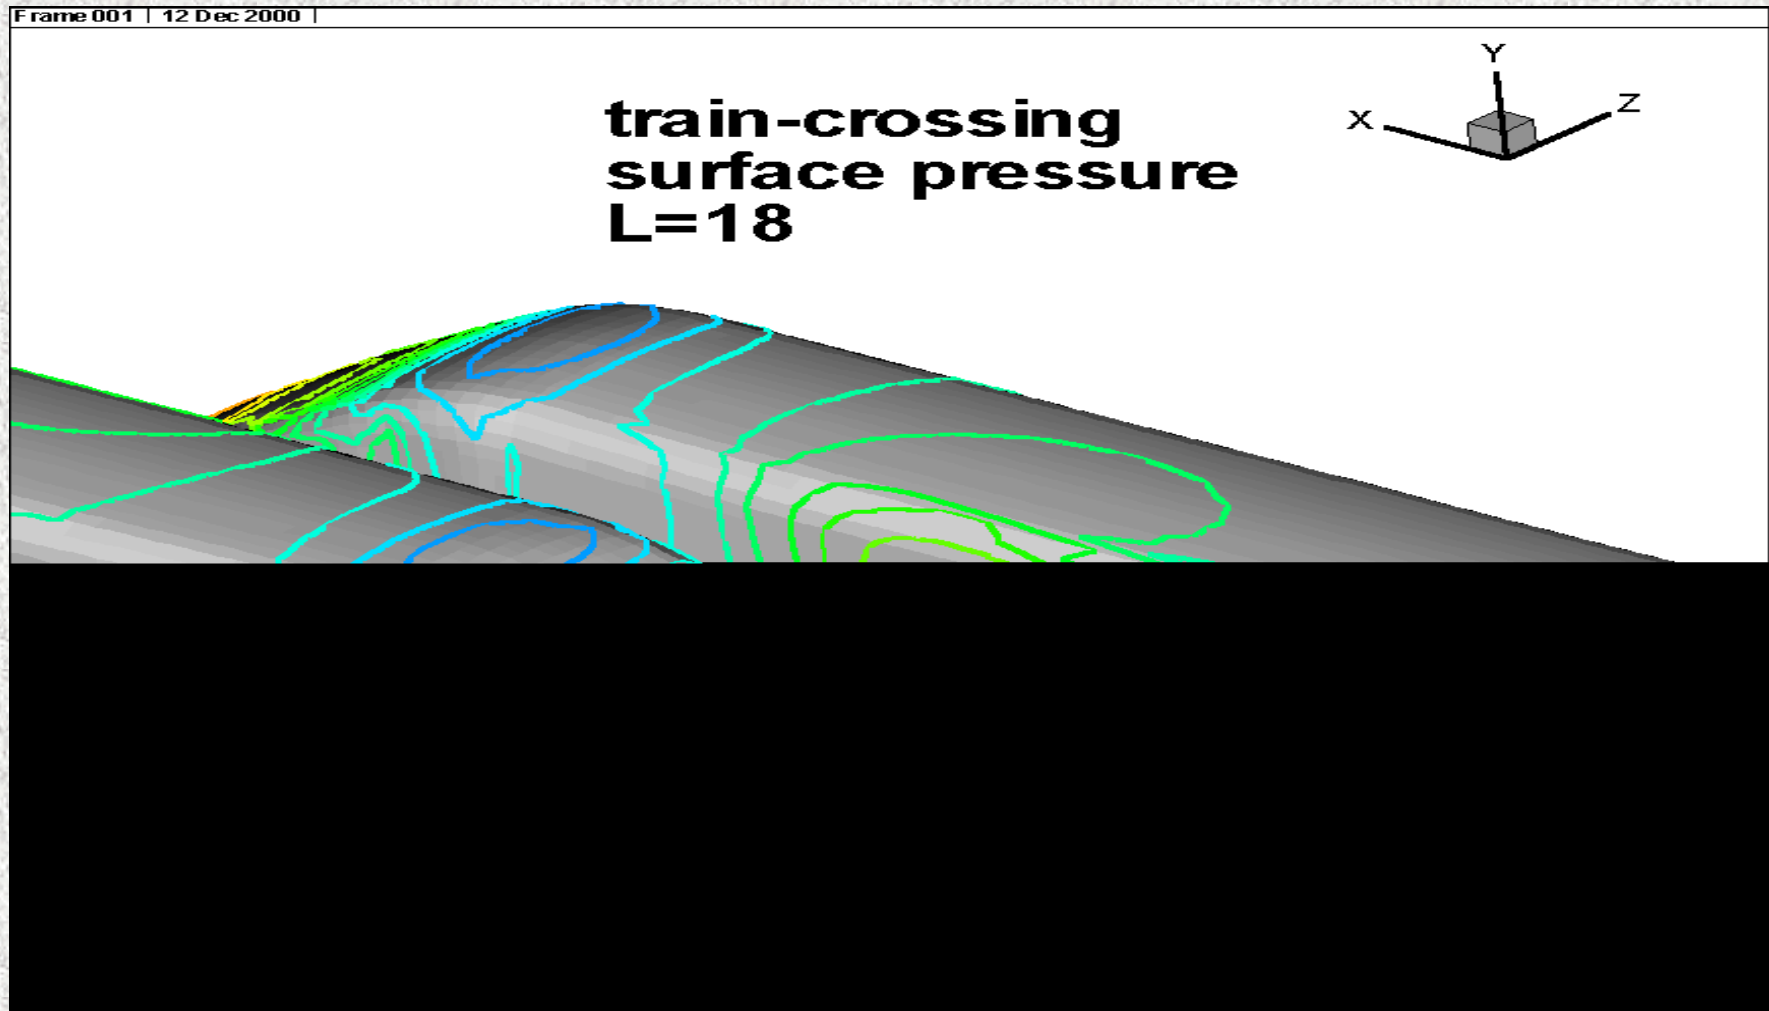 Frame 001 | 12 Dec 2000 |
Y
X
Z
train-crossing
surface pressure
L=18